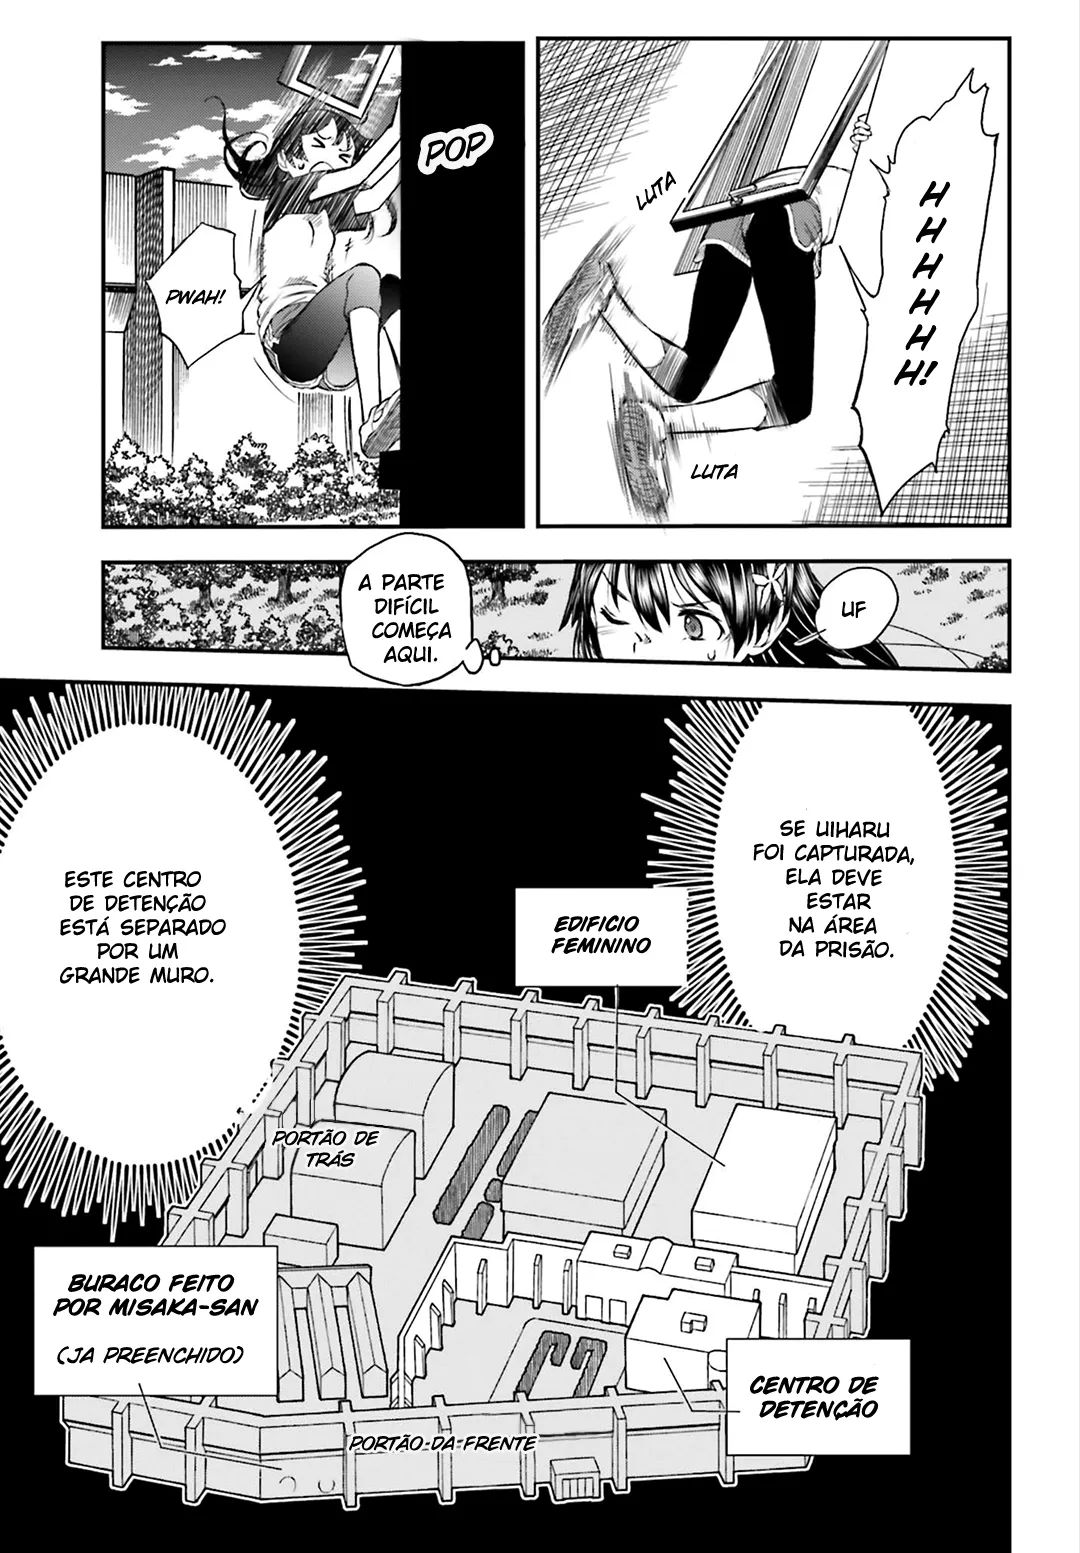 H
H
H
H
H
H!
LUTA
LUTA
POP
PWAH!
UF
A PARTE
DIFÍCIL
COMEÇA
AQUI.
SE UIHARU
FOI CAPTURADA,
ELA DEVE
ESTAR
NA ÁREA
DA PRISÃO.
EDIFICIO
FEMININO
ESTE CENTRO
DE DETENÇÃO
ESTÁ SEPARADO
POR UM
GRANDE MURO.
PORTÃO DE
TRÁS
BURACO FEITO
POR MISAKA-SAN
(JA PREENCHIDO)
CENTRO DE
DETENÇÃO
PORTÃO DA FRENTE